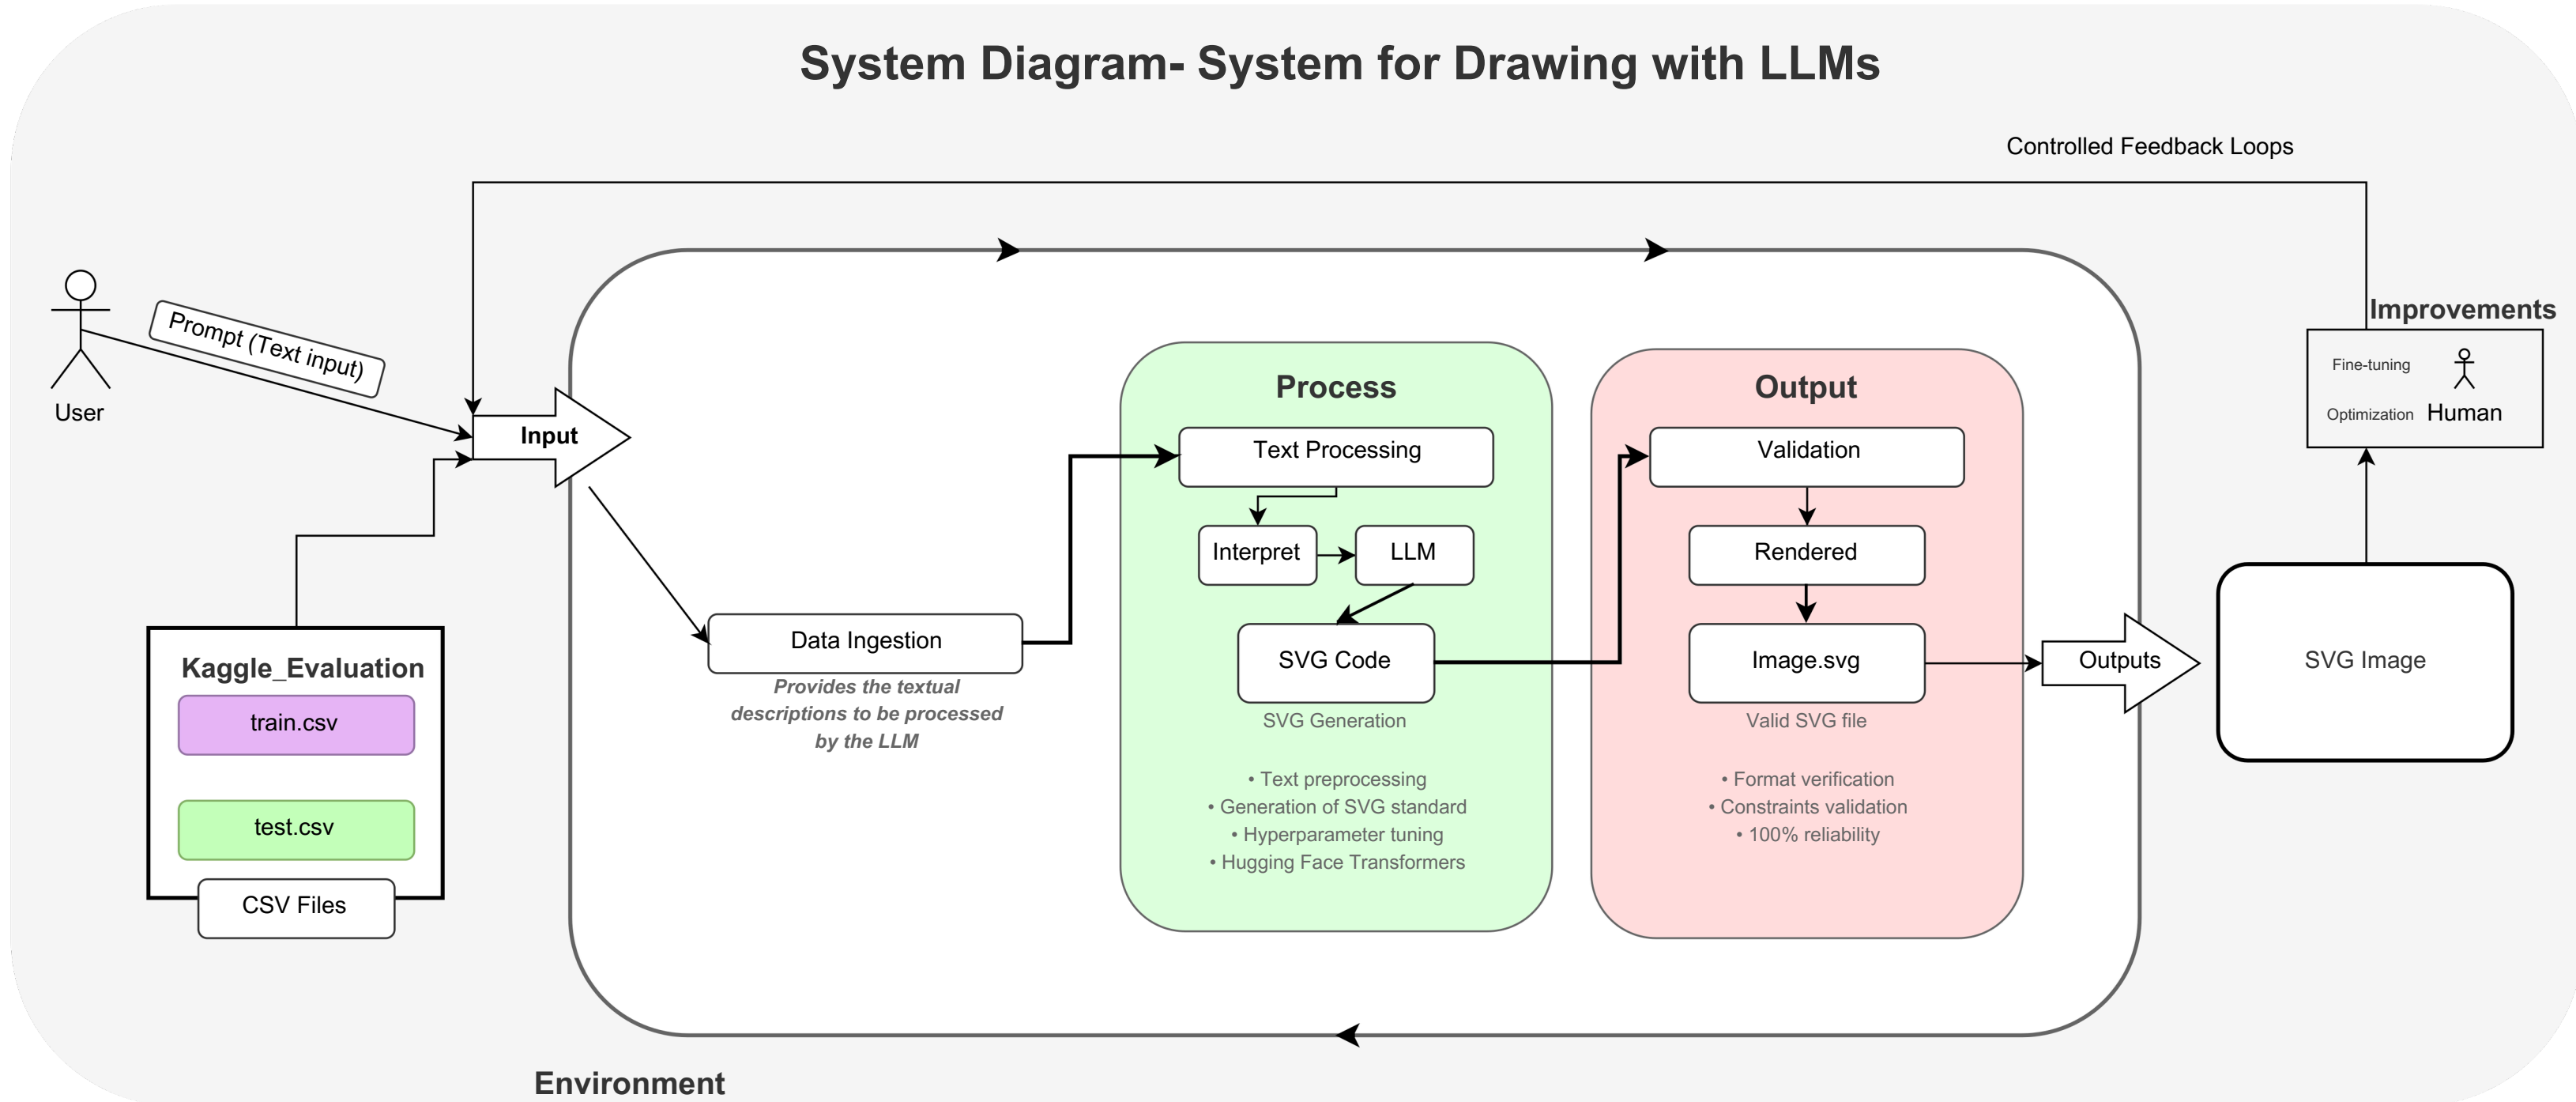 System Diagram- System for Drawing with LLMs
Controlled Feedback Loops
User
Prompt (Text input)
Input
Kaggle_Evaluation
train.csv
test.csv
CSV Files
Data Ingestion
Provides the textual
descriptions to be processed
by the LLM
Process
Text Processing
Interpret
LLM
SVG Code
SVG Generation
• Text preprocessing
• Generation of SVG standard
• Hyperparameter tuning
• Hugging Face Transformers
Output
Validation
Rendered
Image.svg
Valid SVG file
• Format verification
• Constraints validation
• 100% reliability
Outputs
Improvements
Fine-tuning
Optimization
Human
SVG Image
Environment